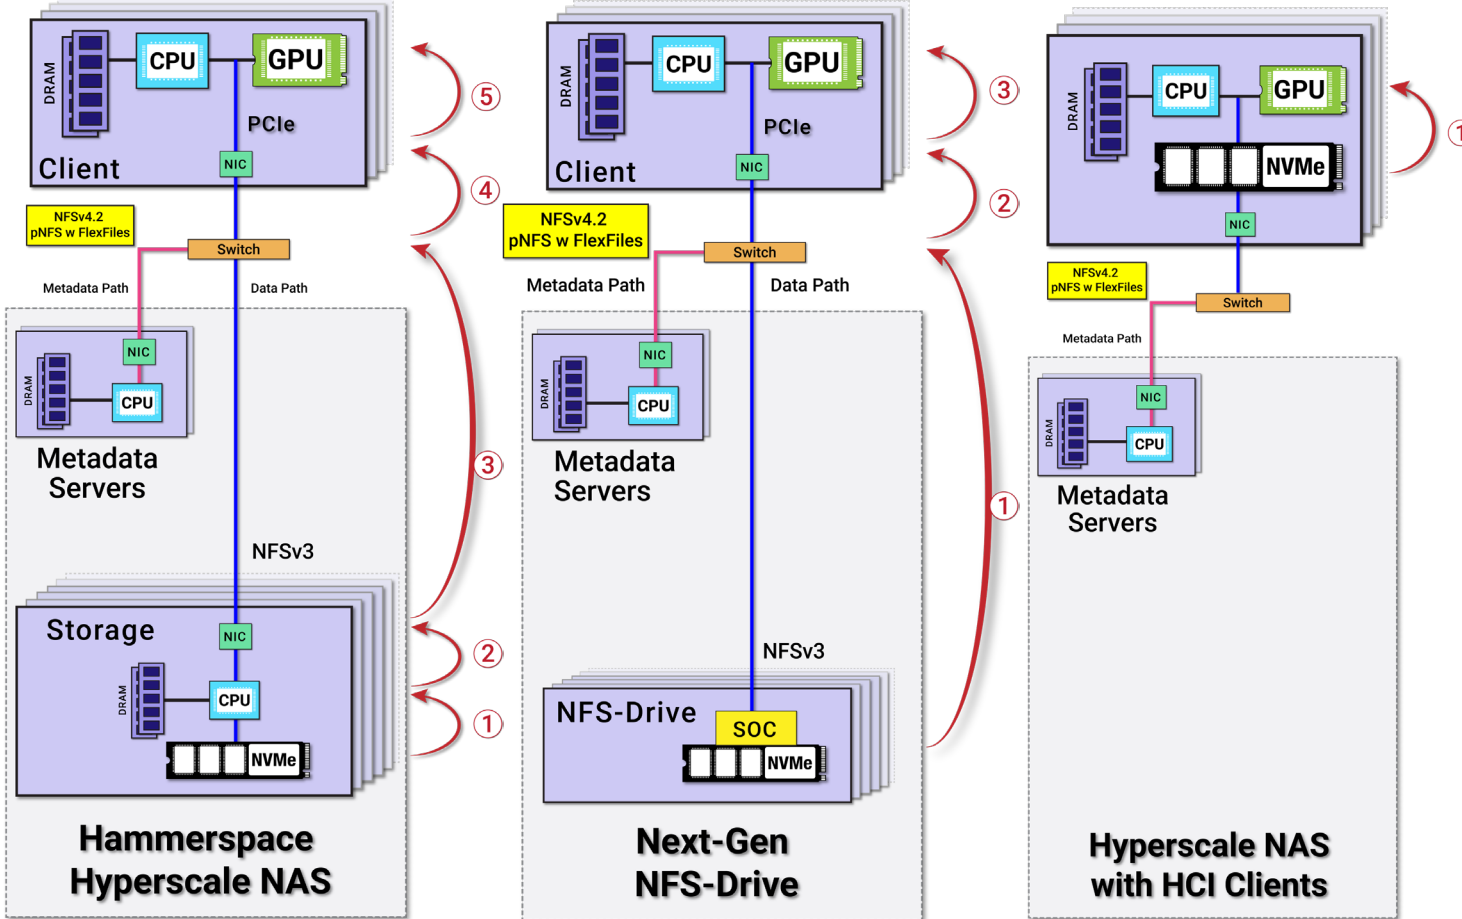 DRAM
CPU
GPU
PCIe
Client
NIC
5
4
NFSv4.2
pNFS w FlexFiles
Switch
Metadata Path
Data Path
NIC
DRAM
CPU
Metadata
Servers
3
NFSv3
Storage
NIC
2
DRAM
CPU
1
NVMe
Hammerspace
Hyperscale NAS
DRAM
CPU
GPU
PCIe
Client
NIC
3
2
NFSv4.2
pNFS w FlexFiles
Switch
Metadata Path
Data Path
NIC
DRAM
CPU
Metadata
Servers
1
NFSv3
NFS-Drive
SOC
NVMe
Next-Gen
NFS-Drive
DRAM
CPU
GPU
1
NVMe
NIC
NFSv4.2
pNFS w FlexFiles
Switch
Metadata Path
NIC
DRAM
CPU
Metadata
Servers
Hyperscale NAS
with HCI Clients